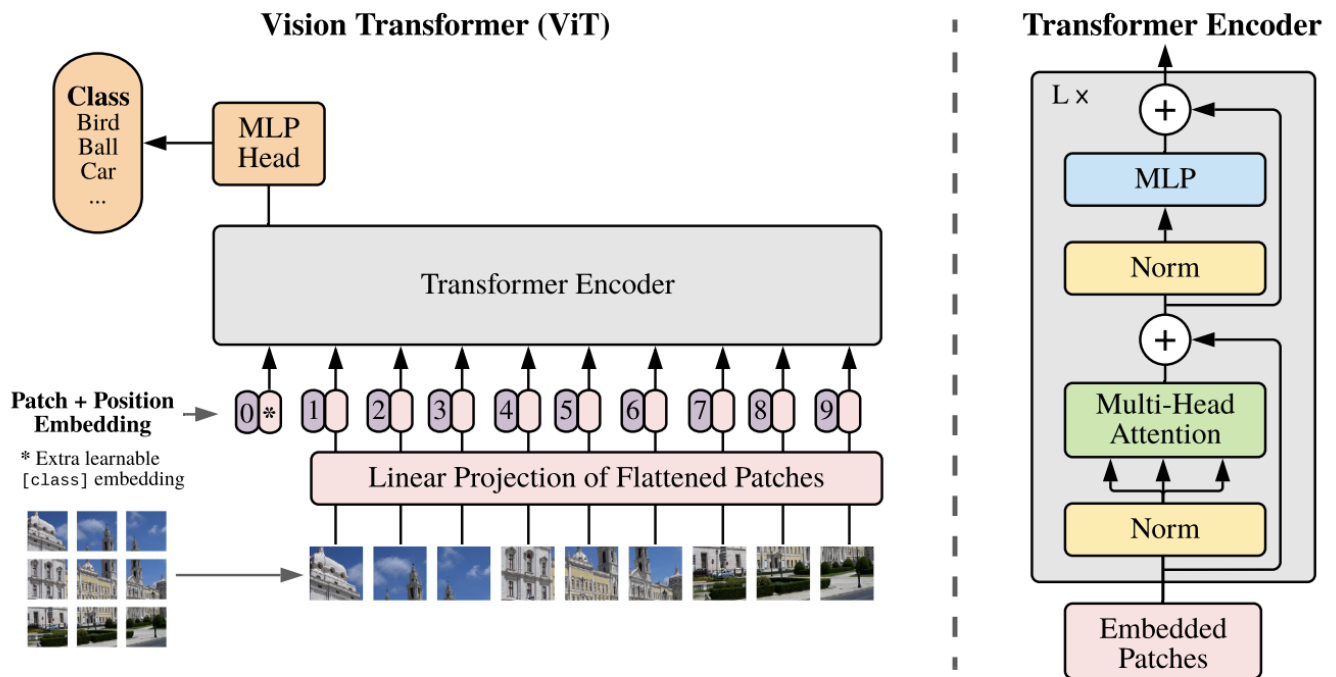 Vision Transformer (ViT)
Class
Bird
Ball
Car
...
MLP
Head
Transformer Encoder
Patch + Position
Embedding
0 * 1 2 3 4 5 6 7 8 9
* Extra learnable
[class] embedding
Linear Projection of Flattened Patches
Transformer Encoder
L ×
+
MLP
Norm
+
Multi-Head
Attention
Norm
Embedded
Patches